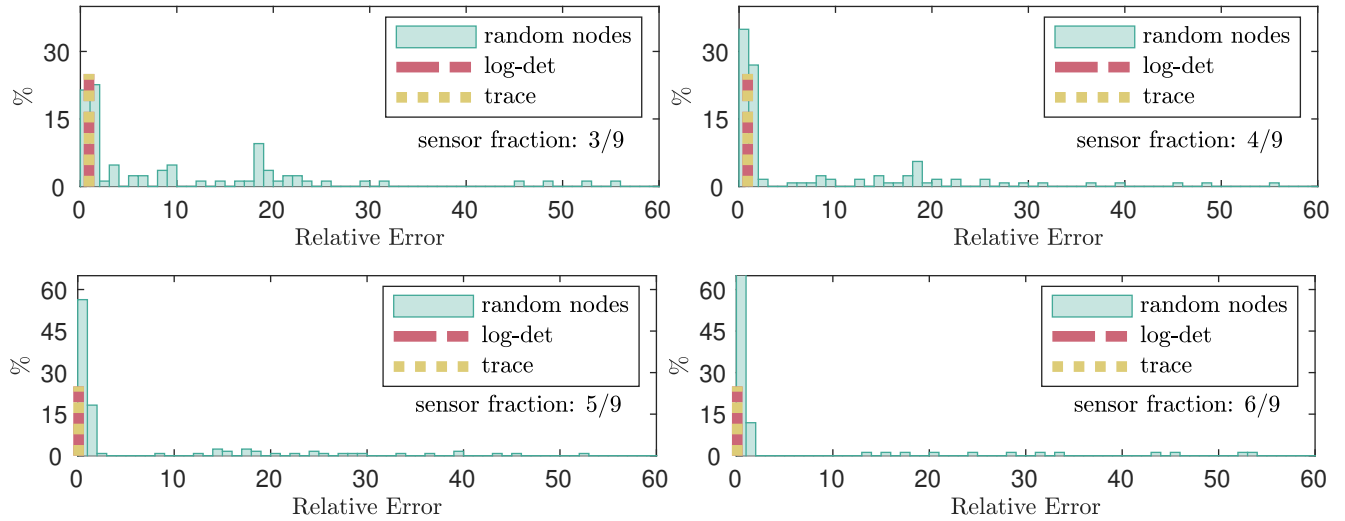 random nodes
log-det
trace
sensor fraction: 3/9
%
30
15
0
0 10 20 30 40 50 60
Relative Error
random nodes
log-det
trace
sensor fraction: 4/9
%
30
15
0
0 10 20 30 40 50 60
Relative Error
random nodes
log-det
trace
sensor fraction: 5/9
%
60
45
30
15
0
0 10 20 30 40 50 60
Relative Error
random nodes
log-det
trace
sensor fraction: 6/9
%
60
45
30
15
0
0 10 20 30 40 50 60
Relative Error